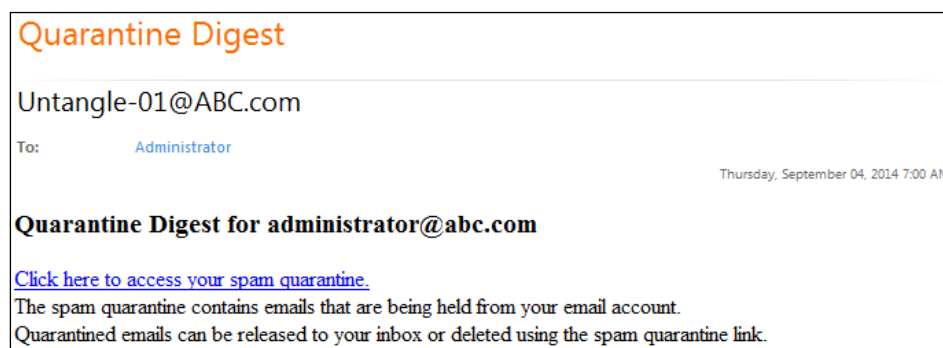 Quarantine Digest
Untangle-01@ABC.com
To: Administrator
Thursday, September 04, 2014 7:00 AM
Quarantine Digest for administrator@abc.com
Click here to access your spam quarantine.
The spam quarantine contains emails that are being held from your email account.
Quarantined emails can be released to your inbox or deleted using the spam quarantine link.